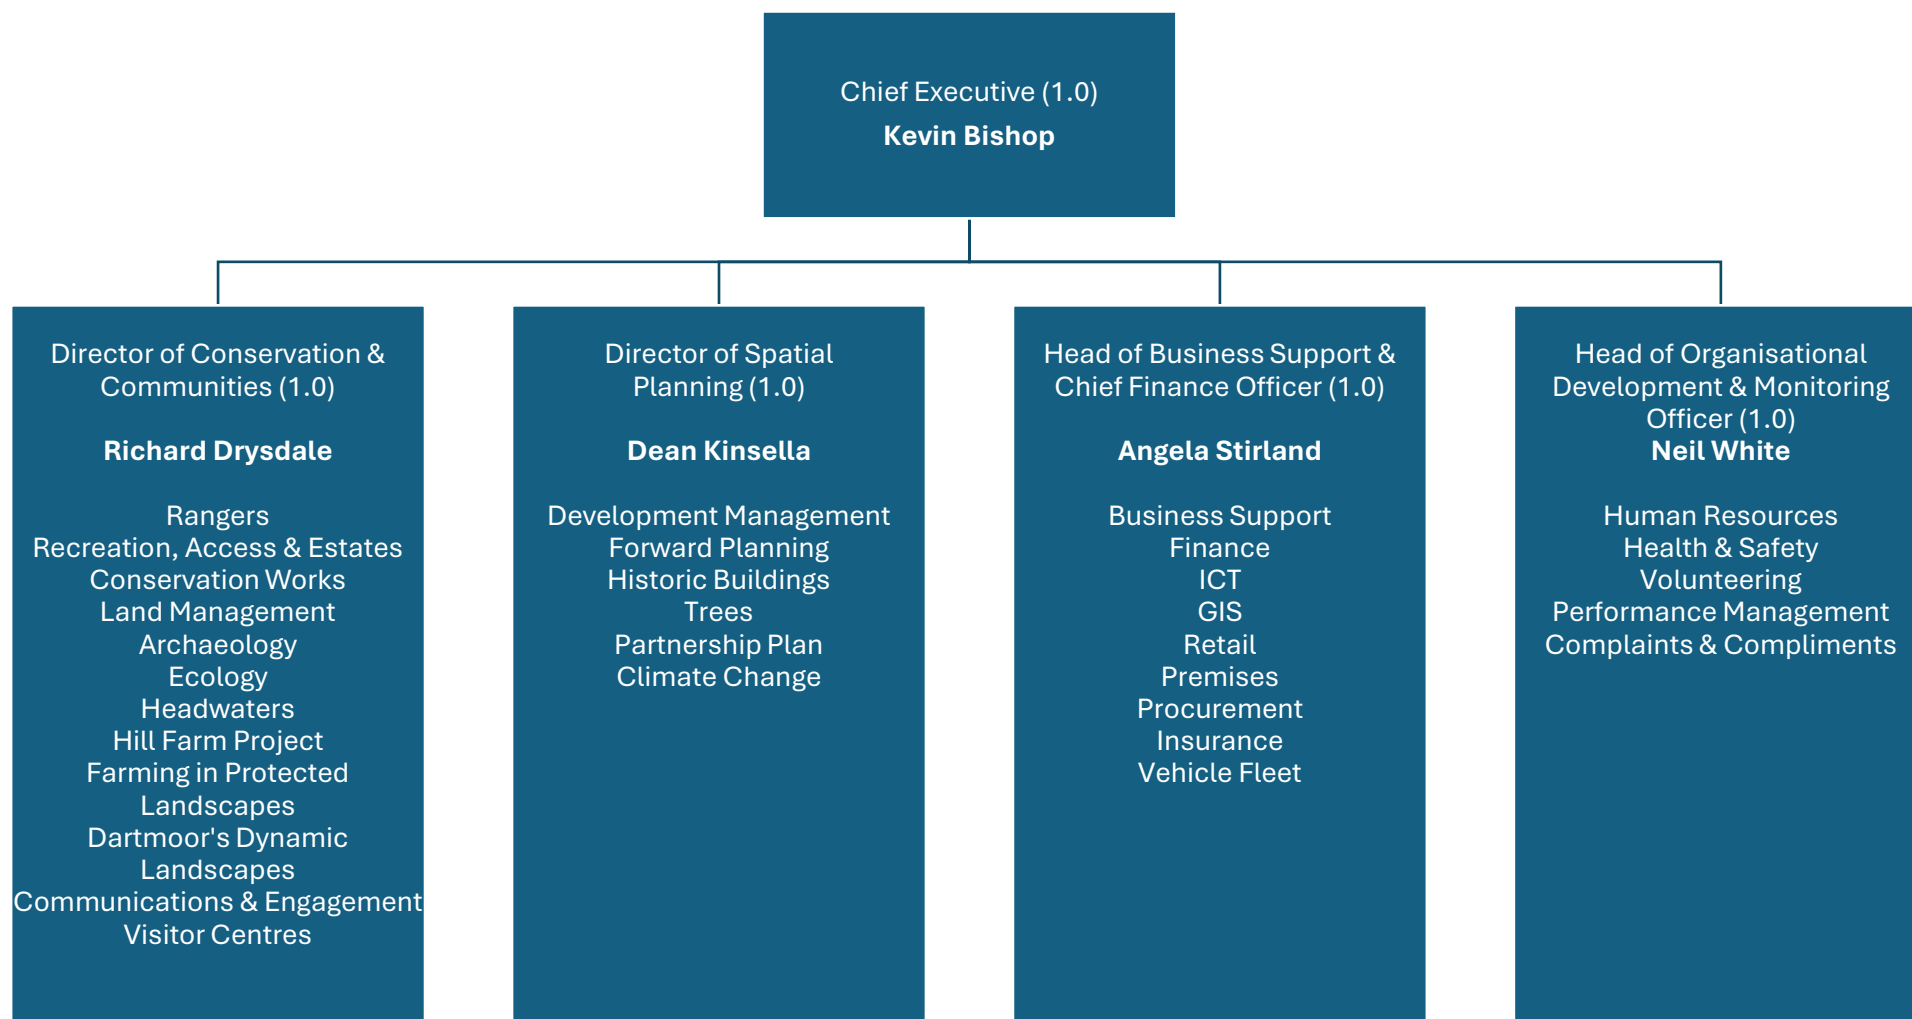 Chief Executive (1.0)
Kevin Bishop
Director of Conservation &
Communities (1.0)
Richard Drysdale
Rangers
Recreation, Access & Estates
Conservation Works
Land Management
Archaeology
Ecology
Headwaters
Hill Farm Project
Farming in Protected
Landscapes
Dartmoor's Dynamic
Landscapes
Communications & Engagement
Visitor Centres
Director of Spatial
Planning (1.0)
Dean Kinsella
Development Management
Forward Planning
Historic Buildings
Trees
Partnership Plan
Climate Change
Head of Business Support &
Chief Finance Officer (1.0)
Angela Stirland
Business Support
Finance
ICT
GIS
Retail
Premises
Procurement
Insurance
Vehicle Fleet
Head of Organisational
Development & Monitoring
Officer (1.0)
Neil White
Human Resources
Health & Safety
Volunteering
Performance Management
Complaints & Compliments